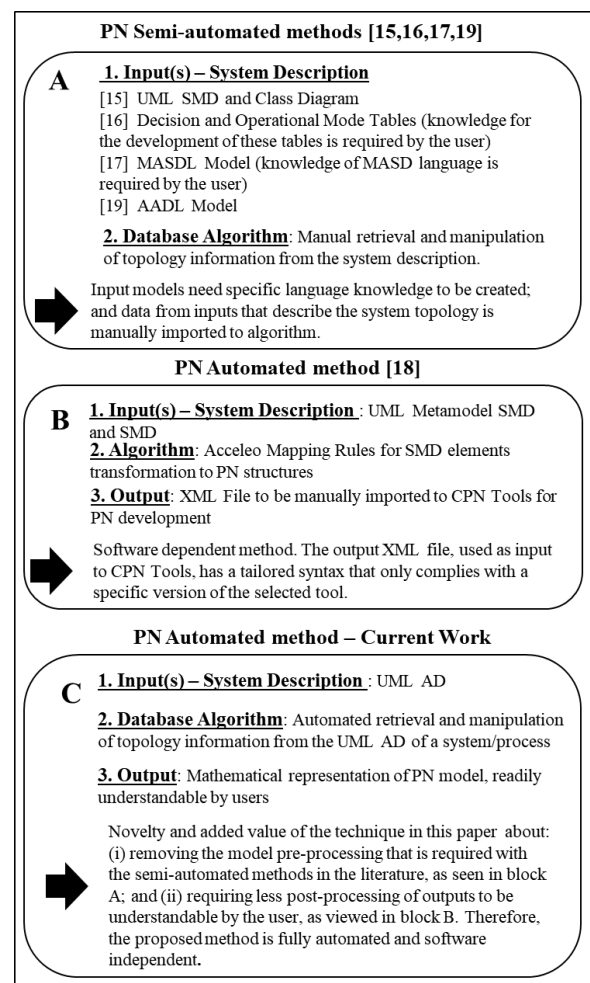 PN Semi-automated methods [15,16,17,19]
A
1. Input(s) – System Description
[15] UML SMD and Class Diagram
[16] Decision and Operational Mode Tables (knowledge for
the development of these tables is required by the user)
[17] MASDL Model (knowledge of MASD language is
required by the user)
[19] AADL Model
2. Database Algorithm: Manual retrieval and manipulation
of topology information from the system description.
Input models need specific language knowledge to be created;
and data from inputs that describe the system topology is
manually imported to algorithm.
PN Automated method [18]
B
1. Input(s) – System Description : UML Metamodel SMD
and SMD
2. Algorithm: Acceleo Mapping Rules for SMD elements
transformation to PN structures
3. Output: XML File to be manually imported to CPN Tools for
PN development
Software dependent method. The output XML file, used as input
to CPN Tools, has a tailored syntax that only complies with a
specific version of the selected tool.
PN Automated method – Current Work
C
1. Input(s) – System Description : UML AD
2. Database Algorithm: Automated retrieval and manipulation
of topology information from the UML AD of a system/process
3. Output: Mathematical representation of PN model, readily
understandable by users
Novelty and added value of the technique in this paper about:
(i) removing the model pre-processing that is required with
the semi-automated methods in the literature, as seen in block
A; and (ii) requiring less post-processing of outputs to be
understandable by the user, as viewed in block B. Therefore,
the proposed method is fully automated and software
independent.